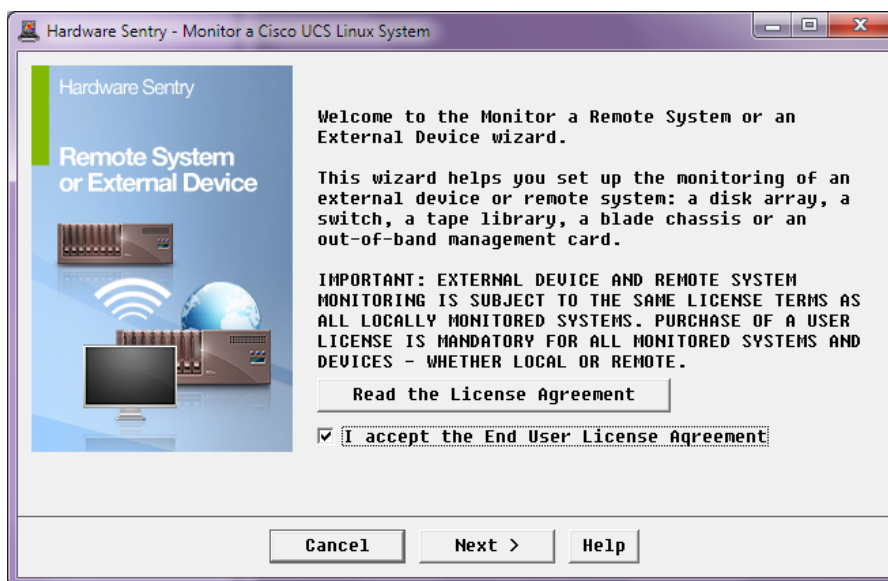 Hardware Sentry - Monitor a Cisco UCS Linux System
Hardware Sentry
Remote System
or External Device
Welcome to the Monitor a Remote System or an
External Device wizard.
This wizard helps you set up the monitoring of an
external device or remote system: a disk array, a
switch, a tape library, a blade chassis or an
out-of-band management card.
IMPORTANT: EXTERNAL DEVICE AND REMOTE SYSTEM
MONITORING IS SUBJECT TO THE SAME LICENSE TERMS AS
ALL LOCALLY MONITORED SYSTEMS. PURCHASE OF A USER
LICENSE IS MANDATORY FOR ALL MONITORED SYSTEMS AND
DEVICES - WHETHER LOCAL OR REMOTE.
Read the License Agreement
I accept the End User License Agreement
Cancel
Next >
Help